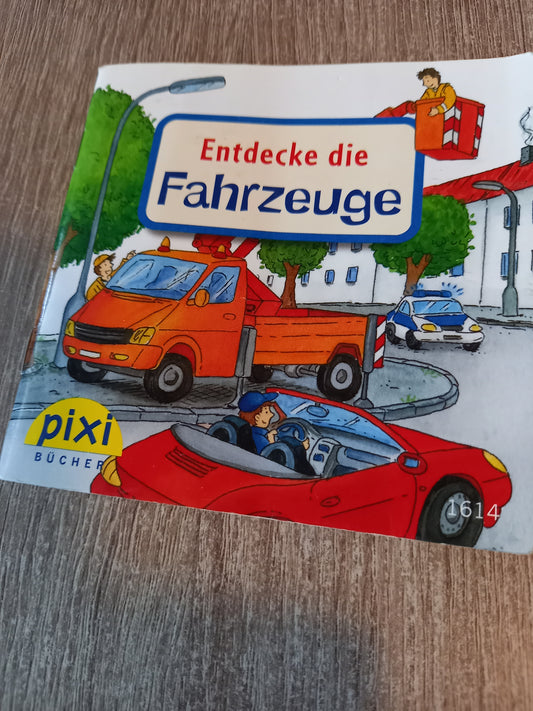 Entdecke die
Fahrzeuge
pixi
BÜCHER
1614